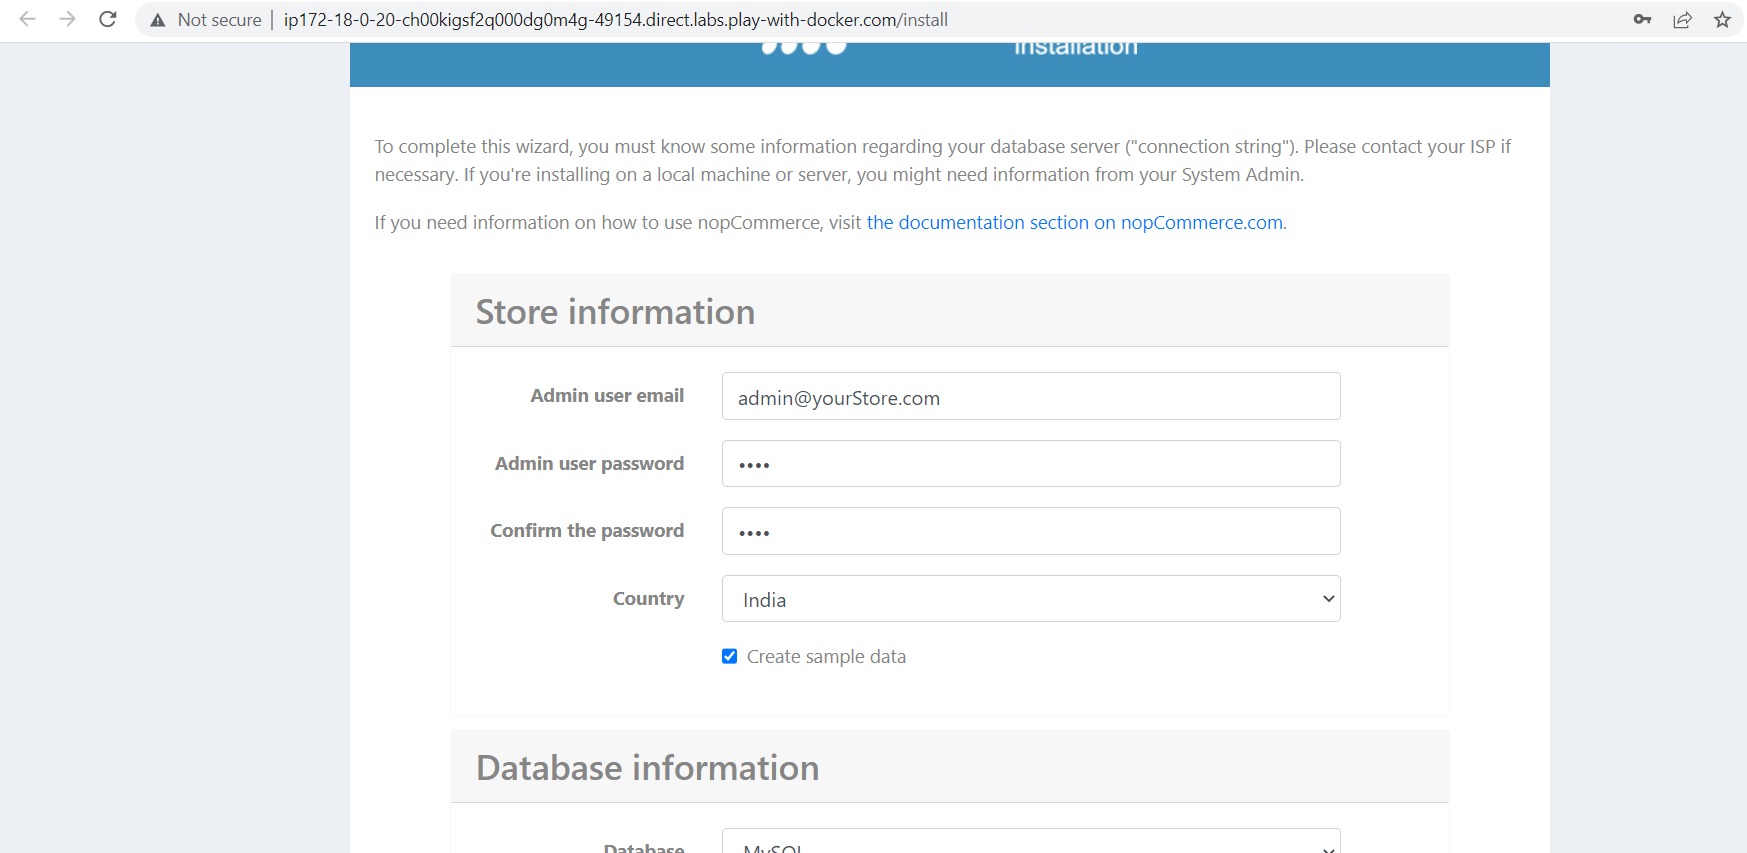 Not secure | ip172-18-0-20-ch00kigsf2q000dg0m4g-49154.direct.labs.play-with-docker.com/install
installation
To complete this wizard, you must know some information regarding your database server ("connection string"). Please contact your ISP if
necessary. If you're installing on a local machine or server, you might need information from your System Admin.
If you need information on how to use nopCommerce, visit the documentation section on nopCommerce.com.
Store information
Admin user email admin@yourStore.com
Admin user password ••••
Confirm the password ••••
Country India
Create sample data
Database information
Database MySQL